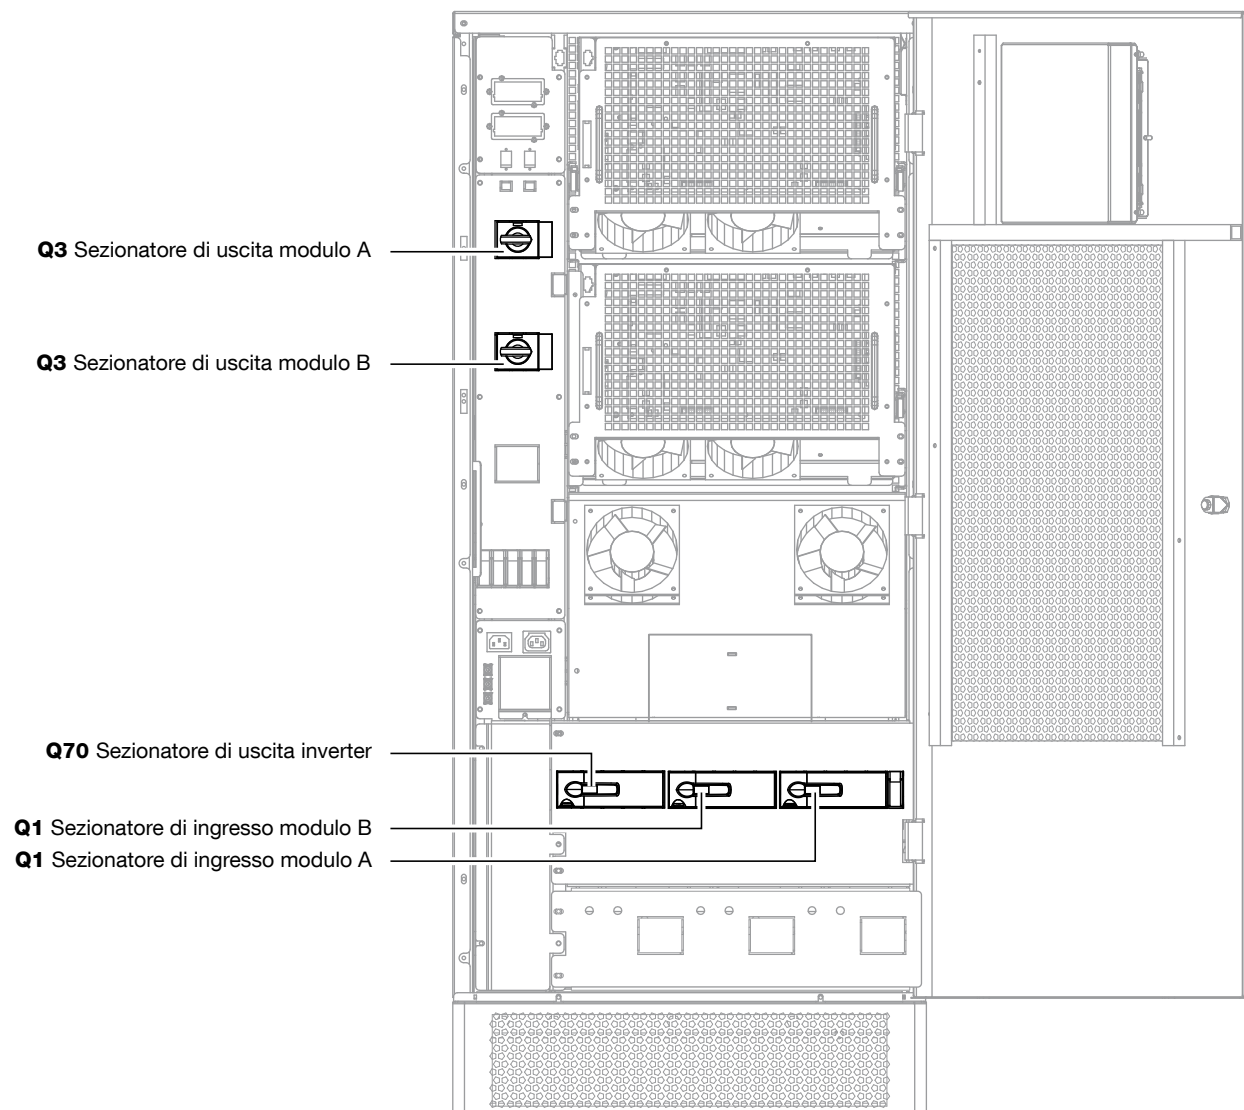 Q3 Sezionatore di uscita modulo A
Q3 Sezionatore di uscita modulo B
Q70 Sezionatore di uscita inverter
Q1 Sezionatore di ingresso modulo B
Q1 Sezionatore di ingresso modulo A